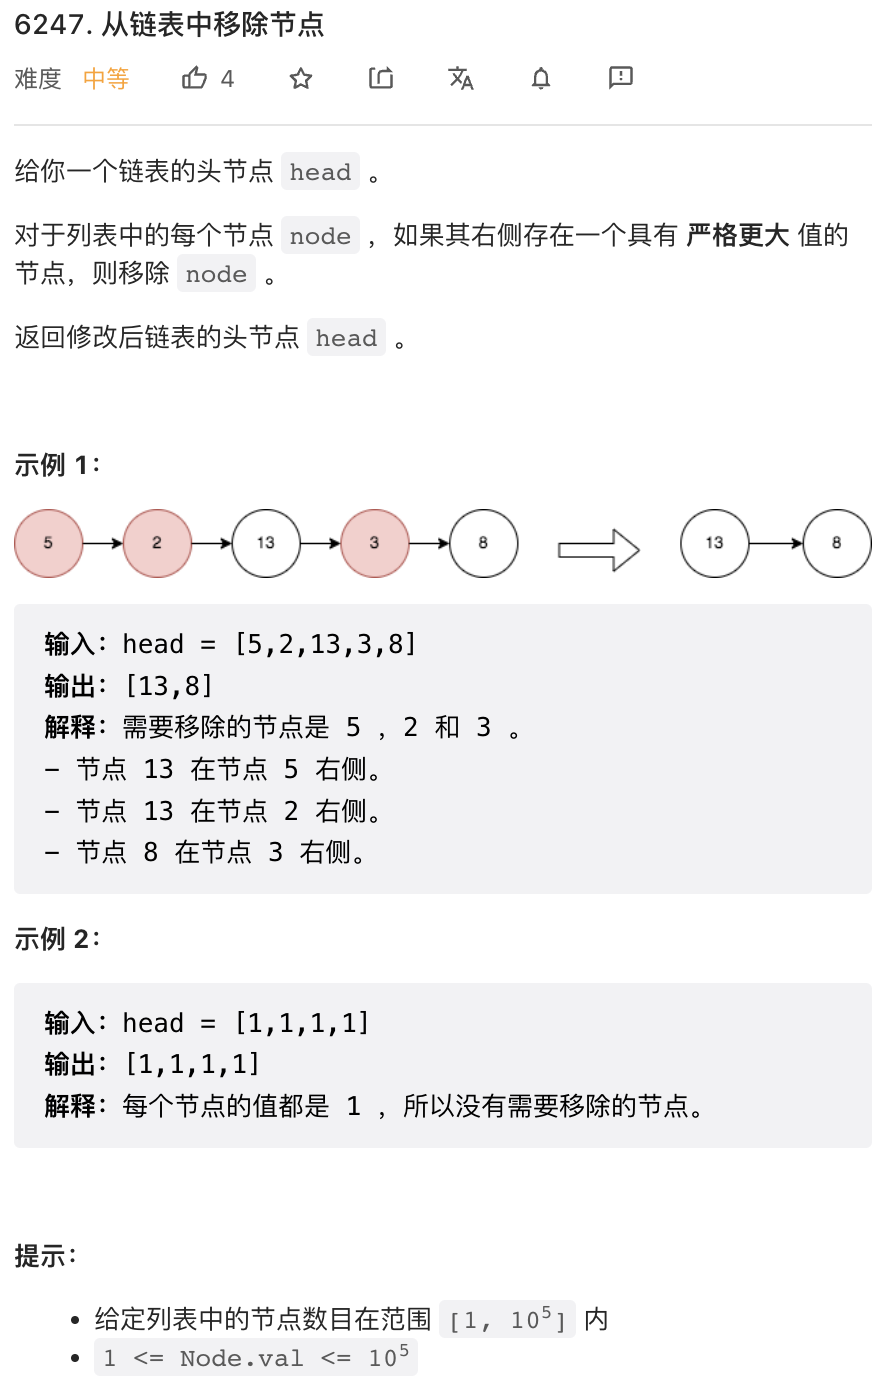 6247. 从链表中移除节点
难度 中等 4
给你一个链表的头节点 head 。
对于列表中的每个节点 node ，如果其右侧存在一个具有 严格更大 值的
节点，则移除 node 。
返回修改后链表的头节点 head 。
示例 1：
5 2 13 3 8 13 8
输入：head = [5,2,13,3,8]
输出：[13,8]
解释：需要移除的节点是 5 ，2 和 3 。
- 节点 13 在节点 5 右侧。
- 节点 13 在节点 2 右侧。
- 节点 8 在节点 3 右侧。
示例 2：
输入：head = [1,1,1,1]
输出：[1,1,1,1]
解释：每个节点的值都是 1 ，所以没有需要移除的节点。
提示：
• 给定列表中的节点数目在范围 [1, 10⁵] 内
• 1 <= Node.val <= 10⁵